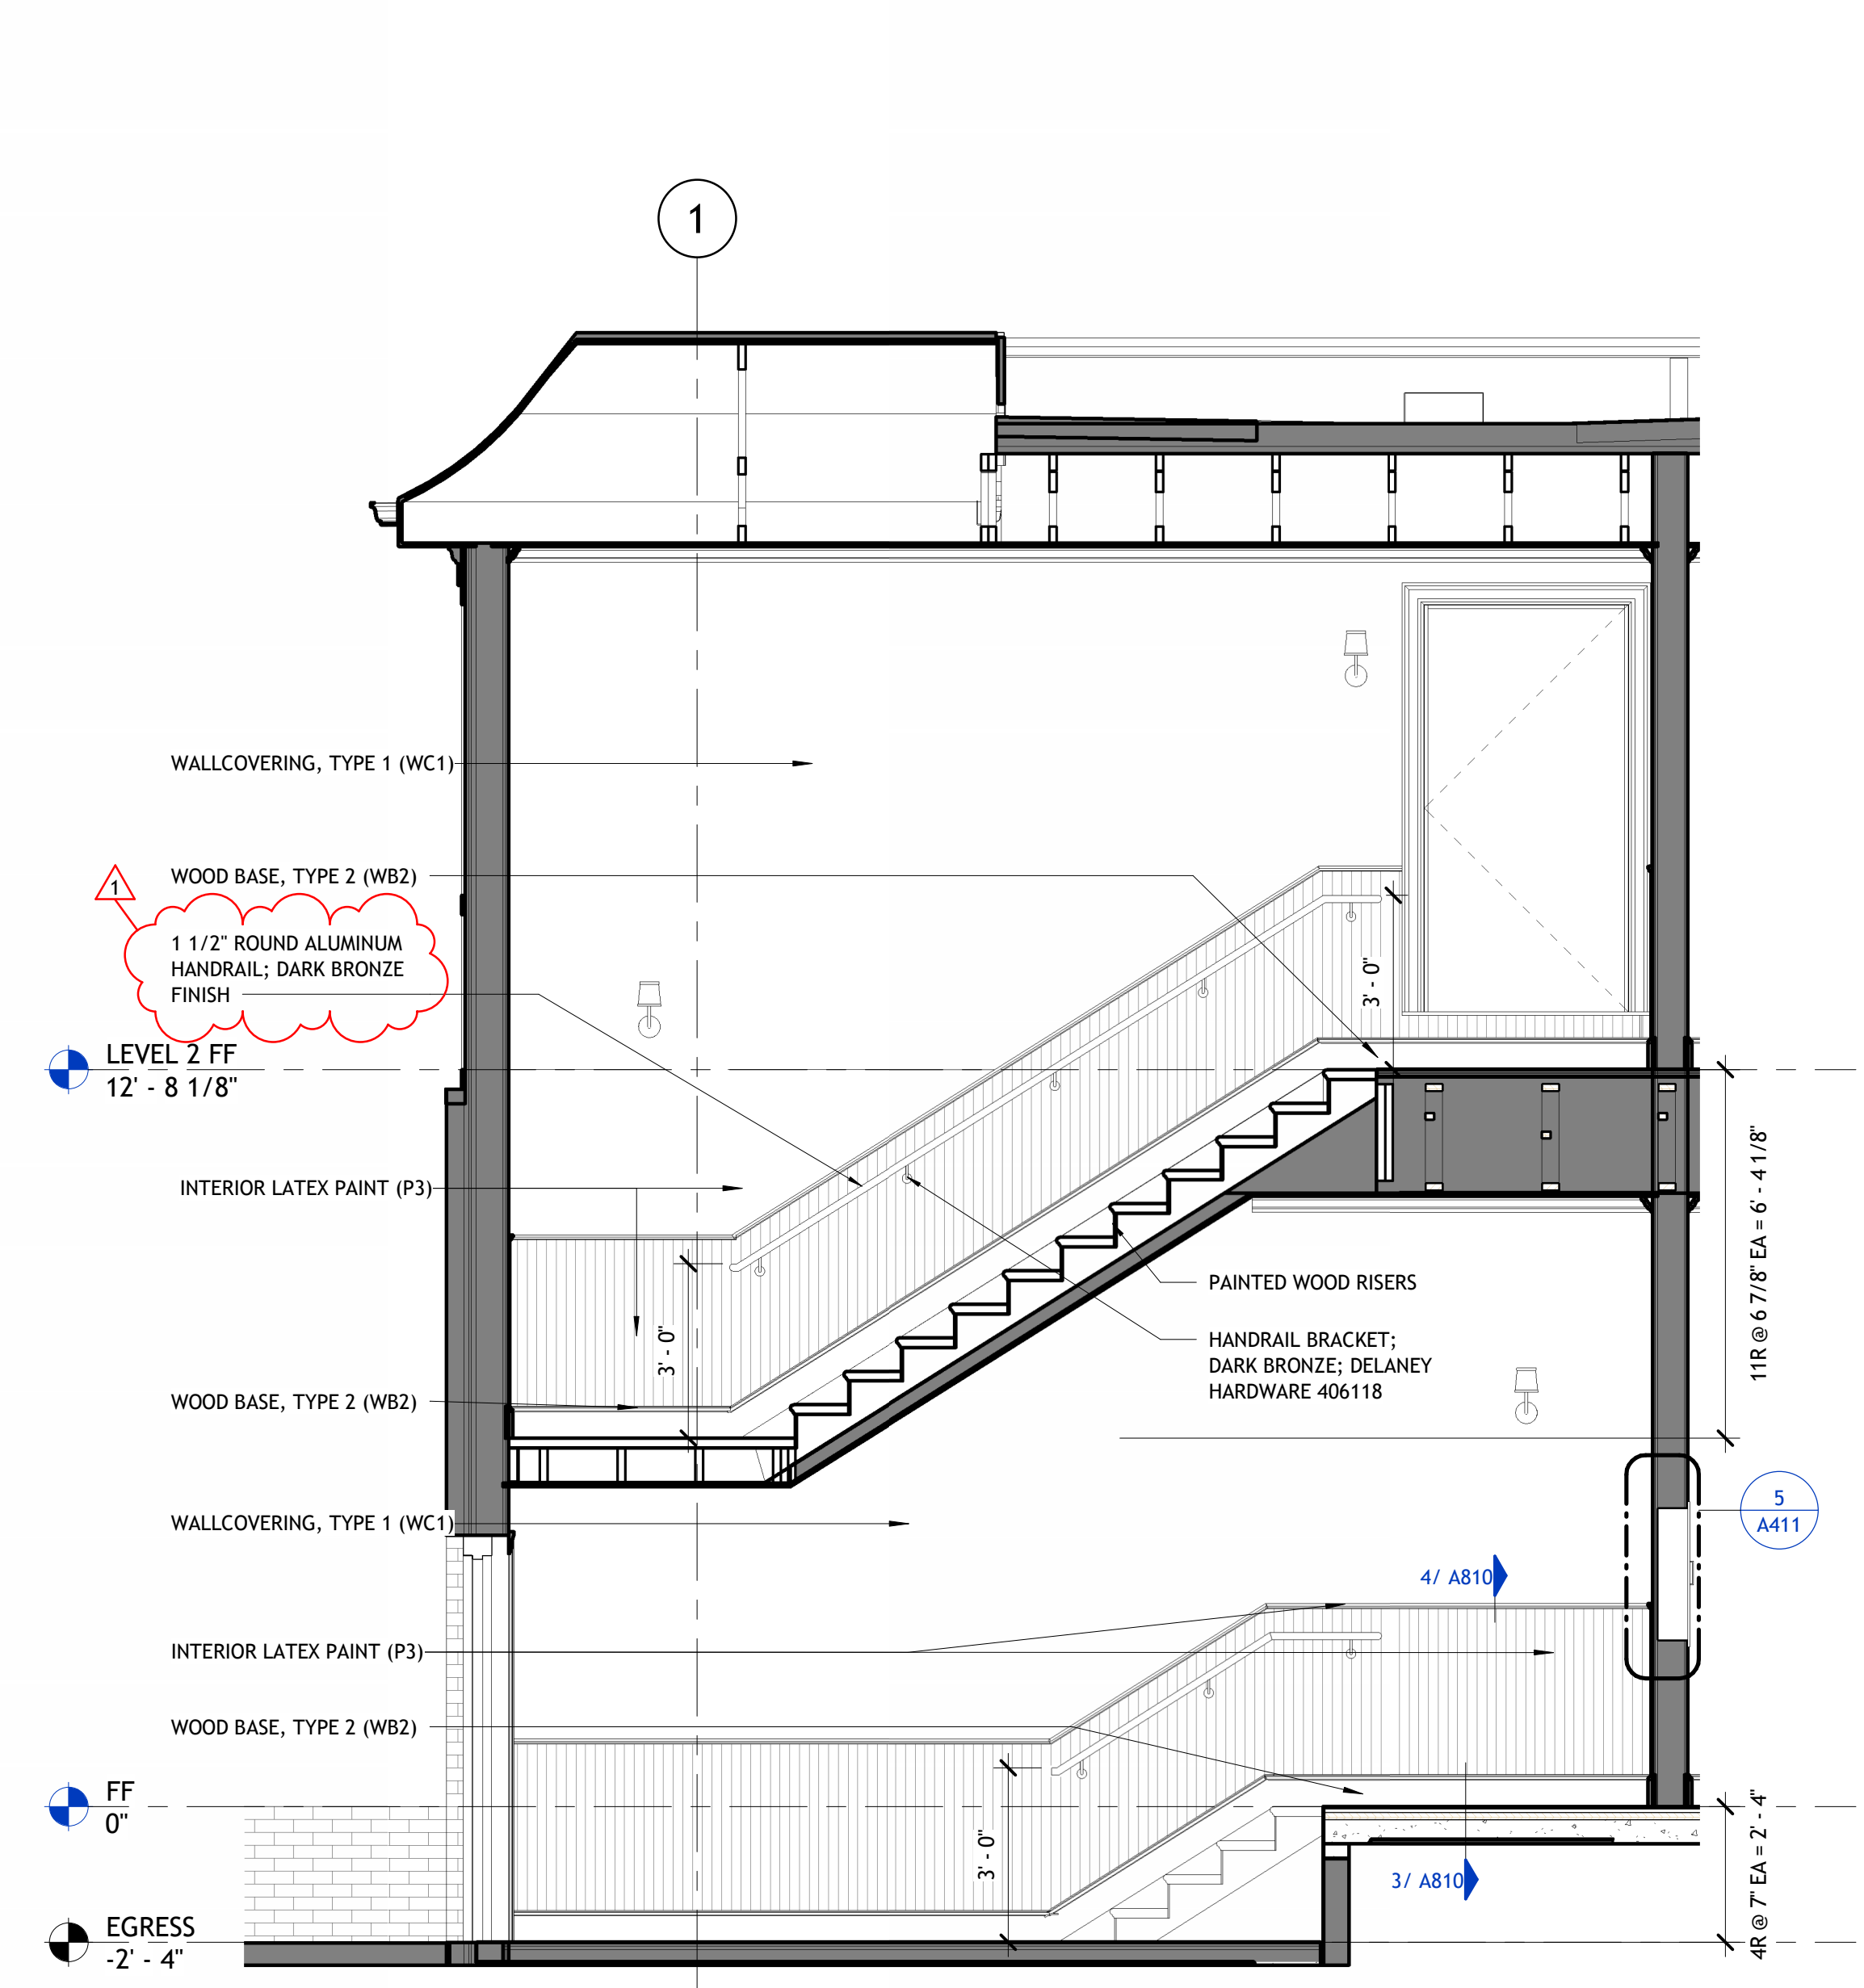 1
WALLCOVERING, TYPE 1 (WC1)
WOOD BASE, TYPE 2 (WB2)
1
1 1/2" ROUND ALUMINUM
HANDRAIL; DARK BRONZE
FINISH
3' - 0"
LEVEL 2 FF
12' - 8 1/8"
INTERIOR LATEX PAINT (P3)
11R @ 6 7/8" EA = 6' - 4 1/8"
PAINTED WOOD RISERS
3' - 0"
HANDRAIL BRACKET;
DARK BRONZE; DELANEY
HARDWARE 406118
WOOD BASE, TYPE 2 (WB2)
5
A411
WALLCOVERING, TYPE 1 (WC1)
4/ A810
INTERIOR LATEX PAINT (P3)
WOOD BASE, TYPE 2 (WB2)
FF
0"
3' - 0"
4R @ 7" EA = 2' - 4"
3/ A810
EGRESS
-2' - 4"